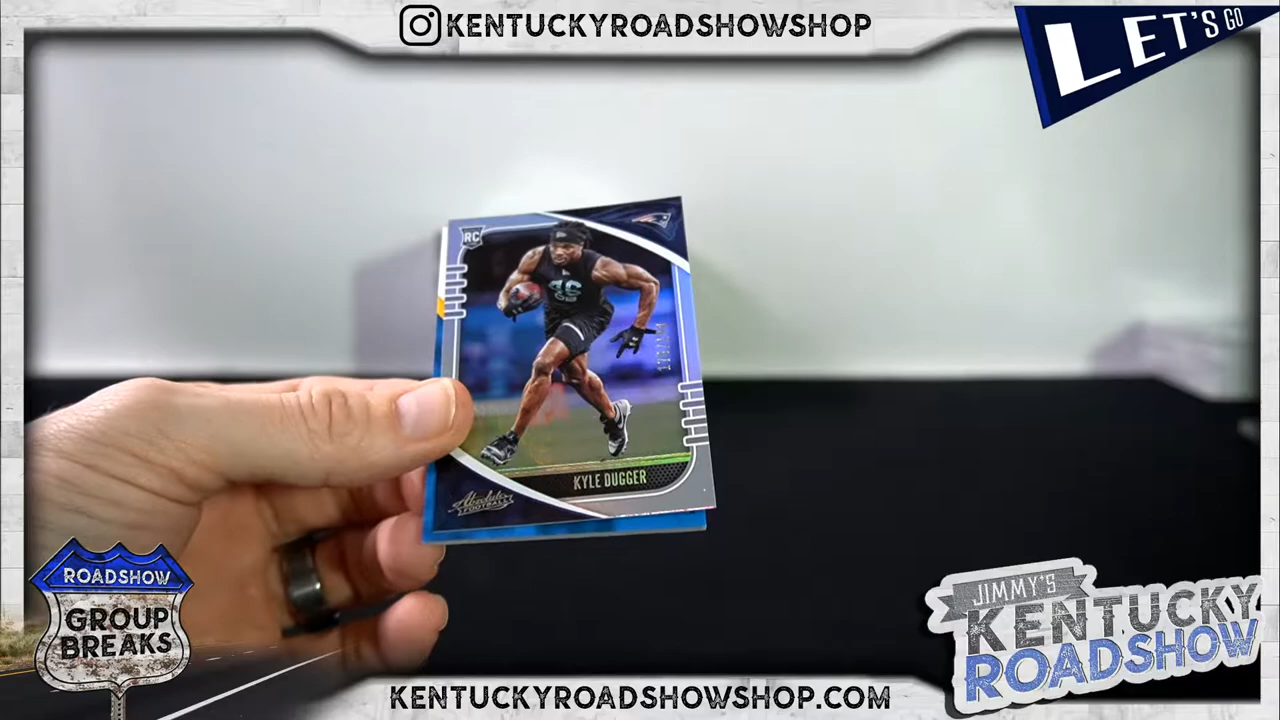 KENTUCKYROADSHOWSHOP
LET'S GO
RC
KYLE DUGGER
Absolute
FOOTBALL
ROADSHOW
GROUP
BREAKS
JIMMY'S
KENTUCKY
ROADSHOW
KENTUCKYROADSHOWSHOP.COM